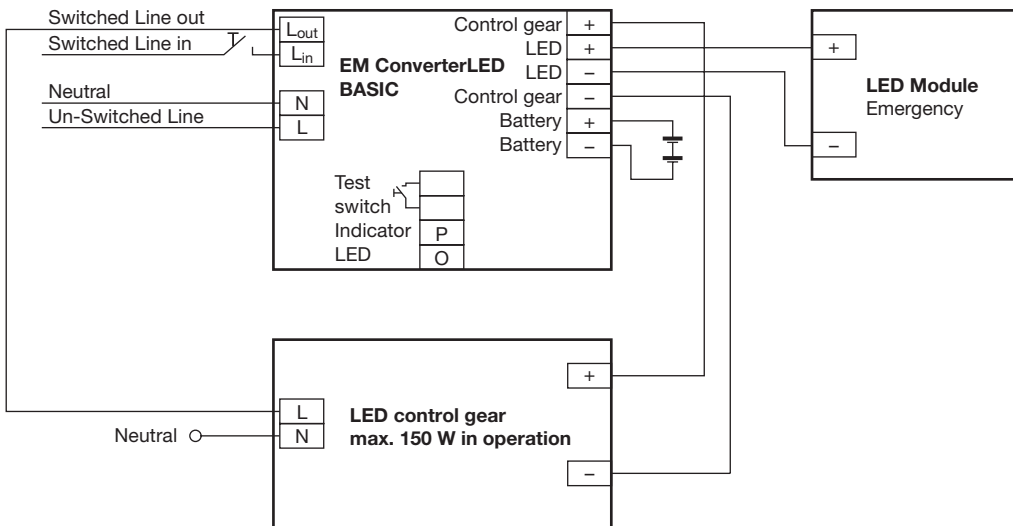 Switched Line out
Switched Line in
Neutral
Un-Switched Line
Lout
Lin
N
L
EM ConverterLED
BASIC
Control gear +
LED +
LED –
Control gear –
Battery +
Battery –
Test
switch
Indicator P
LED O
+
–
LED Module
Emergency
L
N
Neutral
LED control gear
max. 150 W in operation
+
–